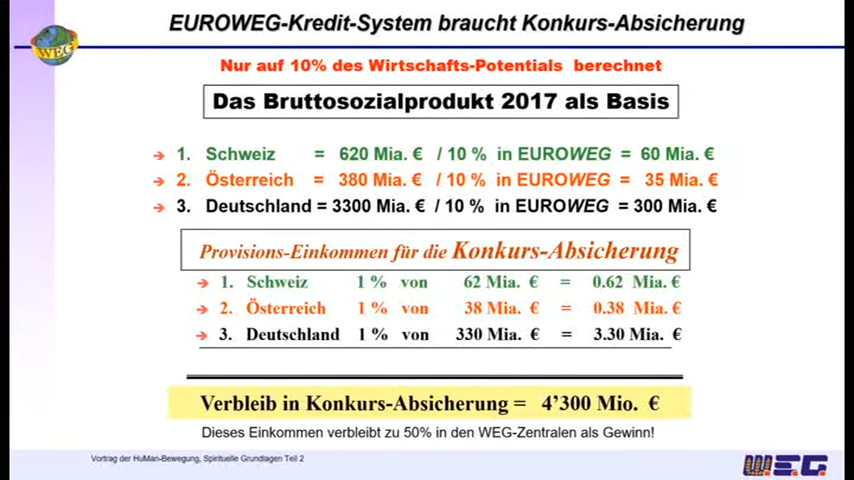 EUROWEG-Kredit-System braucht Konkurs-Absicherung
WEG
Nur auf 10% des Wirtschafts-Potentials berechnet
Das Bruttosozialprodukt 2017 als Basis
➔ 1. Schweiz = 620 Mia. € / 10 % in EUROWEG = 60 Mia. €
➔ 2. Österreich = 380 Mia. € / 10 % in EUROWEG = 35 Mia. €
➔ 3. Deutschland = 3300 Mia. € / 10 % in EUROWEG = 300 Mia. €
Provisions-Einkommen für die Konkurs-Absicherung
➔ 1. Schweiz 1 % von 62 Mia. € = 0.62 Mia. €
➔ 2. Österreich 1 % von 38 Mia. € = 0.38 Mia. €
➔ 3. Deutschland 1 % von 330 Mia. € = 3.30 Mia. €
Verbleib in Konkurs-Absicherung = 4’300 Mio. €
Dieses Einkommen verbleibt zu 50% in den WEG-Zentralen als Gewinn!
Vortrag der HuMan-Bewegung, Spirituelle Grundlagen Teil 2
W.E.G.